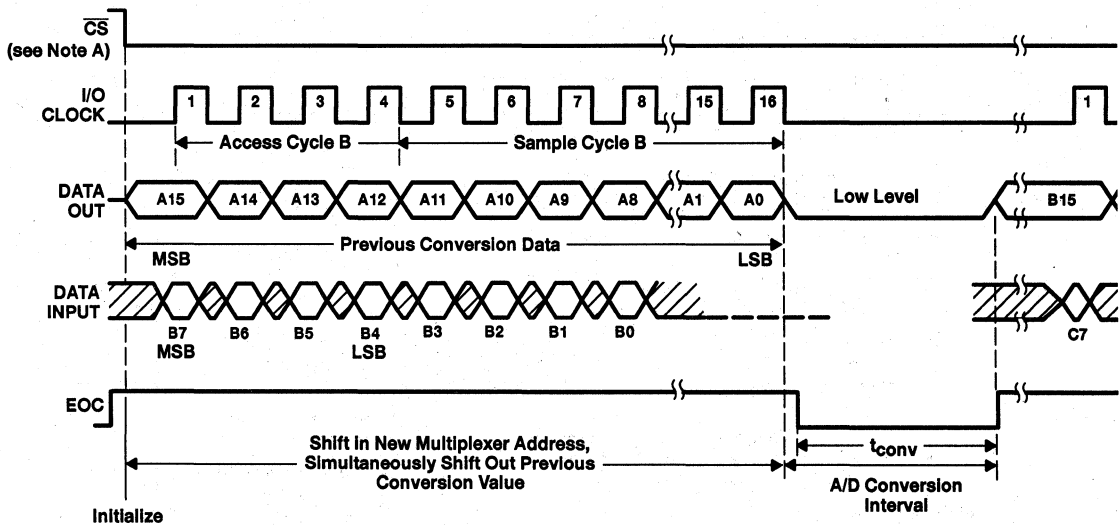 CS
(see Note A)
I/O
CLOCK
1 2 3 4 5 6 7 8 15 16 1
Access Cycle B Sample Cycle B
DATA
OUT
A15 A14 A13 A12 A11 A10 A9 A8 A1 A0 Low Level B15
Previous Conversion Data
MSB LSB
DATA
INPUT
B7 B6 B5 B4 B3 B2 B1 B0 C7
MSB LSB
EOC
Shift in New Multiplexer Address,
Simultaneously Shift Out Previous
Conversion Value
tconv
A/D Conversion
Interval
Initialize